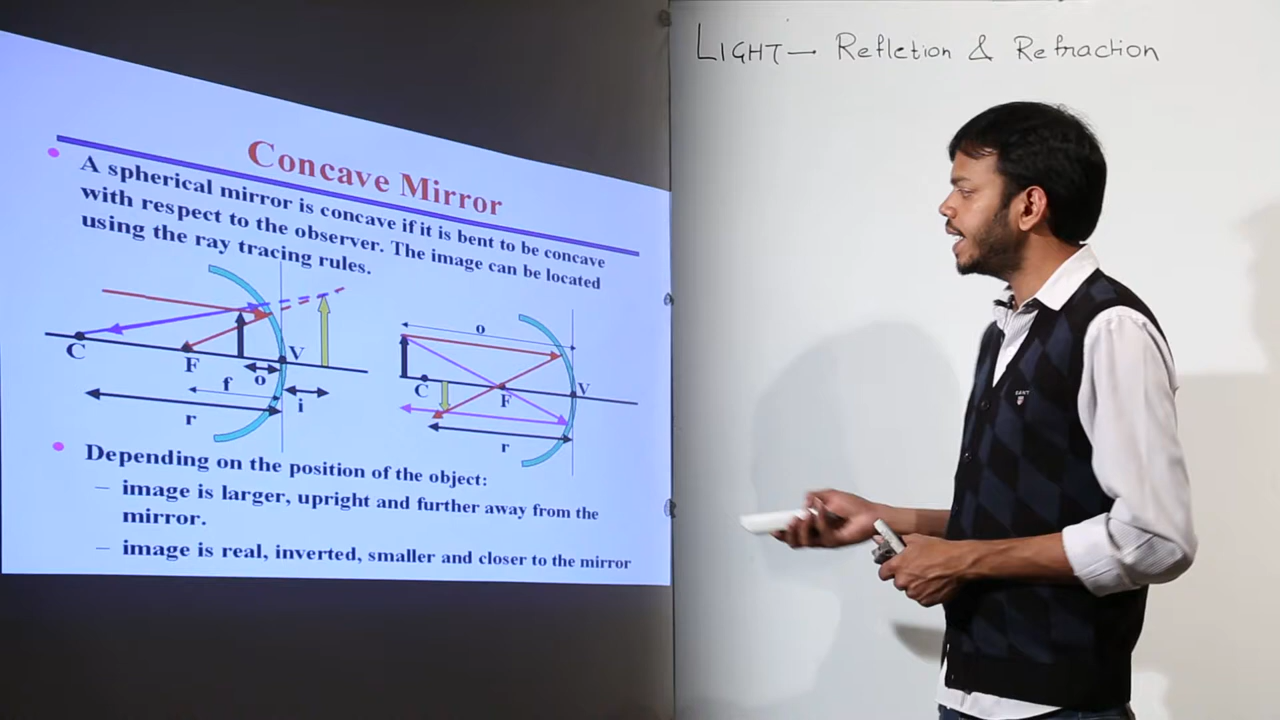 LIGHT — Refletion & Refraction
Concave Mirror
A spherical mirror is concave if it is bent to be concave
with respect to the observer. The image can be located
using the ray tracing rules.
C
F
V
f
o
i
r
o
C
F
V
r
Depending on the position of the object:
– image is larger, upright and further away from the
mirror.
– image is real, inverted, smaller and closer to the mirror
GANT